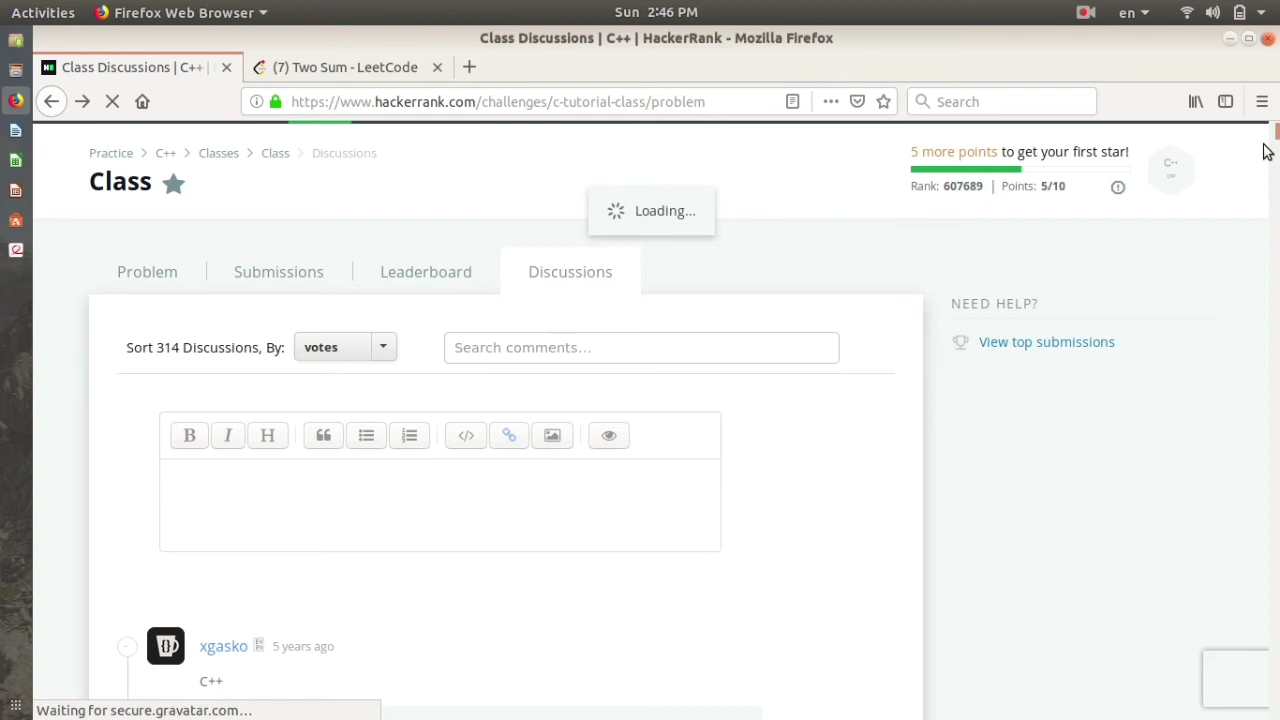 Activities Firefox Web Browser Sun 2:46 PM en
Class Discussions | C++ | HackerRank - Mozilla Firefox
Class Discussions | C++ | (7) Two Sum - LeetCode
https://www.hackerrank.com/challenges/c-tutorial-class/problem Search
Practice C++ Classes Class Discussions
5 more points to get your first star!
Class
Rank: 607689 | Points: 5/10
C++
Loading...
Problem Submissions Leaderboard Discussions
NEED HELP?
View top submissions
Sort 314 Discussions, By: votes Search comments...
B I H
xgasko 5 years ago
C++
Waiting for secure.gravatar.com...